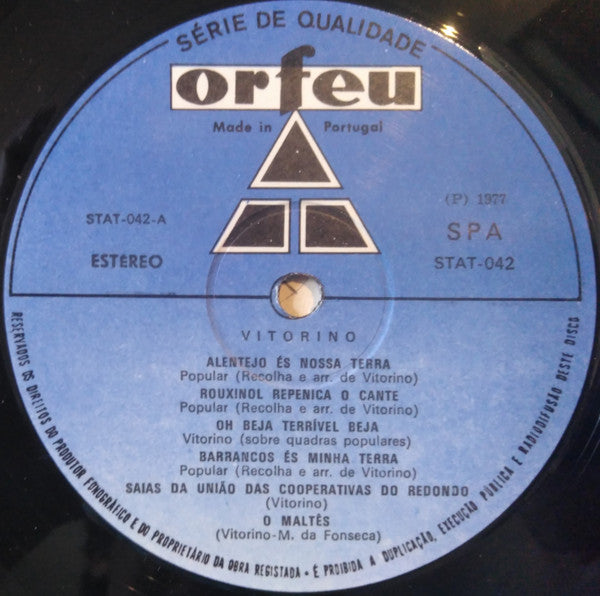 SÉRIE DE QUALIDADE
orfeu
Made in Portugal
STAT-042-A
ESTÉREO
(P) 1977
SPA
STAT-042
VITORINO
ALENTEJO ÉS NOSSA TERRA
Popular (Recolha e arr. de Vitorino)
ROUXINOL REPENICA O CANTE
Popular (Recolha e arr. de Vitorino)
OH BEJA TERRÍVEL BEJA
Vitorino (sobre quadras populares)
BARRANCOS ÉS MINHA TERRA
Popular (Recolha e arr. de Vitorino)
SAIAS DA UNIÃO DAS COOPERATIVAS DO REDONDO
(Vitorino)
O MALTÊS
(Vitorino-M. da Fonseca)
RESERVADOS OS DIREITOS DO PRODUTOR FONOGRÁFICO E DO PROPRIETÁRIO DA OBRA REGISTADA • É PROIBIDA A DUPLICAÇÃO, EXECUÇÃO PÚBLICA E RADIODIFUSÃO DESTE DISCO